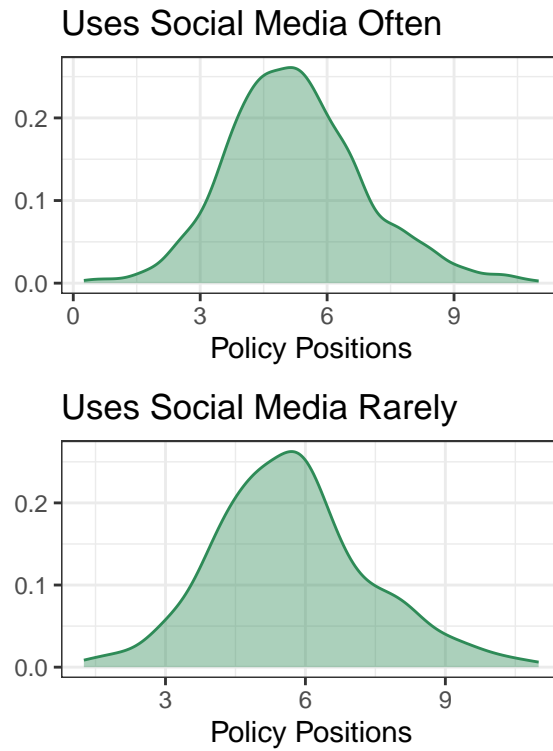 Uses Social Media Often
0.2
0.1
0.0
0 3 6 9
Policy Positions
Uses Social Media Rarely
0.2
0.1
0.0
3 6 9
Policy Positions